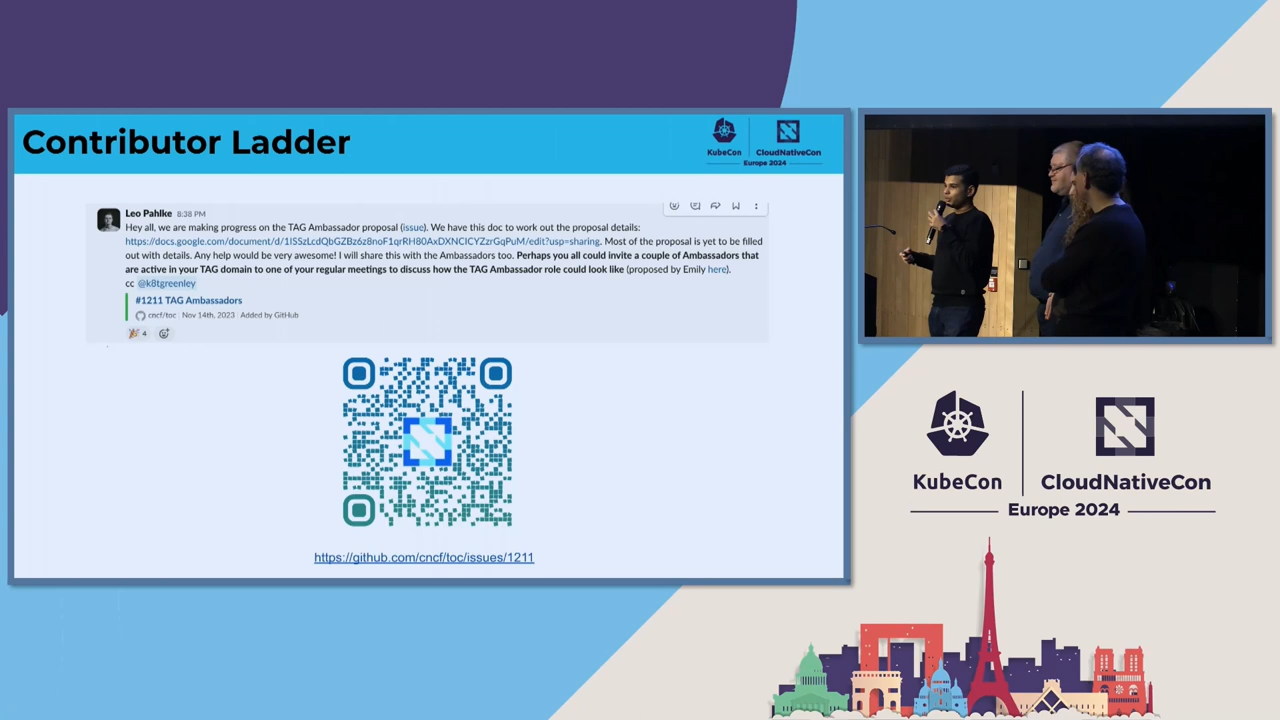 Contributor Ladder
KubeCon
CloudNativeCon
Europe 2024
Leo Pahlke 8:38 PM
Hey all, we are making progress on the TAG Ambassador proposal (issue). We have this doc to work out the proposal details:
https://docs.google.com/document/d/1ISSzLcdQbGZBz6z8noF1qrRH80AxDXNCICYZzrGqPuM/edit?usp=sharing. Most of the proposal is yet to be filled
out with details. Any help would be very awesome! I will share this with the Ambassadors too. Perhaps you all could invite a couple of Ambassadors that
are active in your TAG domain to one of your regular meetings to discuss how the TAG Ambassador role could look like (proposed by Emily here).
cc @k8tgreenley
#1211 TAG Ambassadors
cncf/toc Nov 14th, 2023 Added by GitHub
4
https://github.com/cncf/toc/issues/1211
KubeCon
CloudNativeCon
Europe 2024